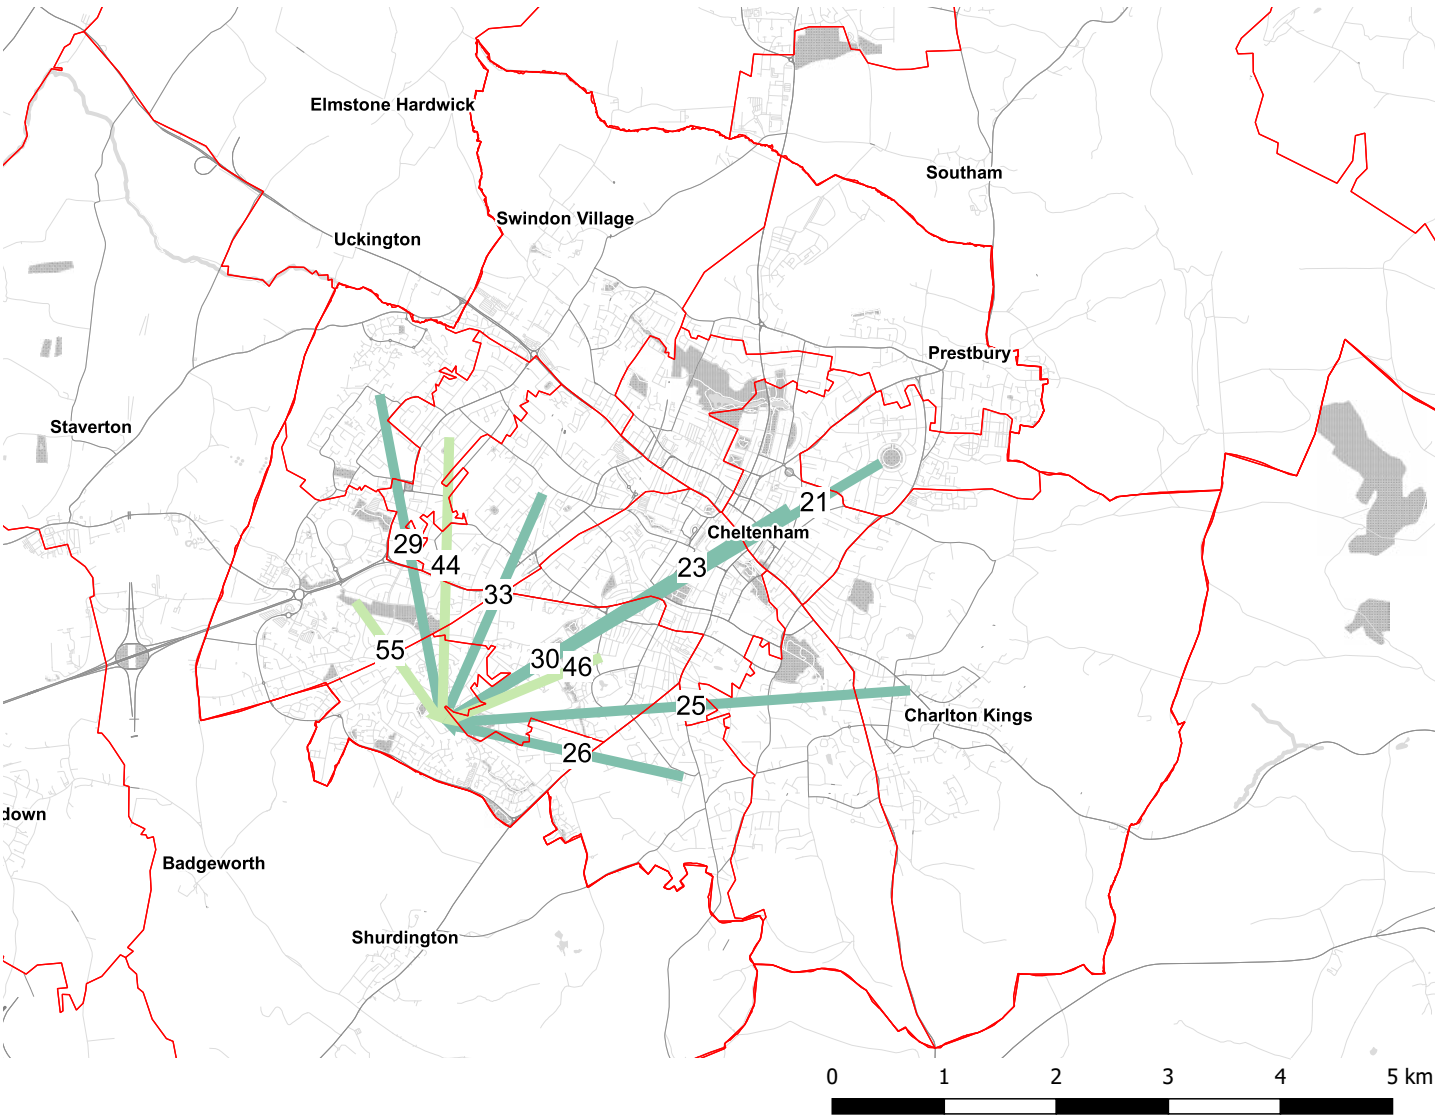 Elmstone Hardwick
Southam
Swindon Village
Uckington
Prestbury
Staverton
21
Cheltenham
29
44
23
33
55
30
46
25
Charlton Kings
26
down
Badgeworth
Shurdington
0 1 2 3 4 5 km